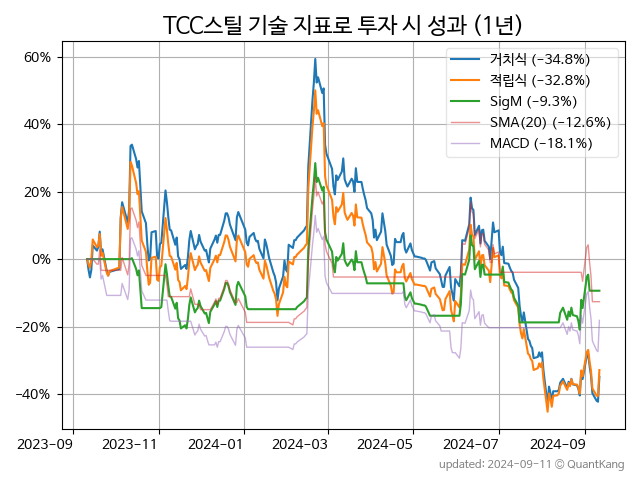 TCC스틸 기술 지표로 투자 시 성과 (1년)
60%
40%
20%
0%
−20%
−40%
거치식 (−34.8%)
적립식 (−32.8%)
SigM (−9.3%)
SMA(20) (−12.6%)
MACD (−18.1%)
2023-09 2023-11 2024-01 2024-03 2024-05 2024-07 2024-09
updated: 2024-09-11 © QuantKang